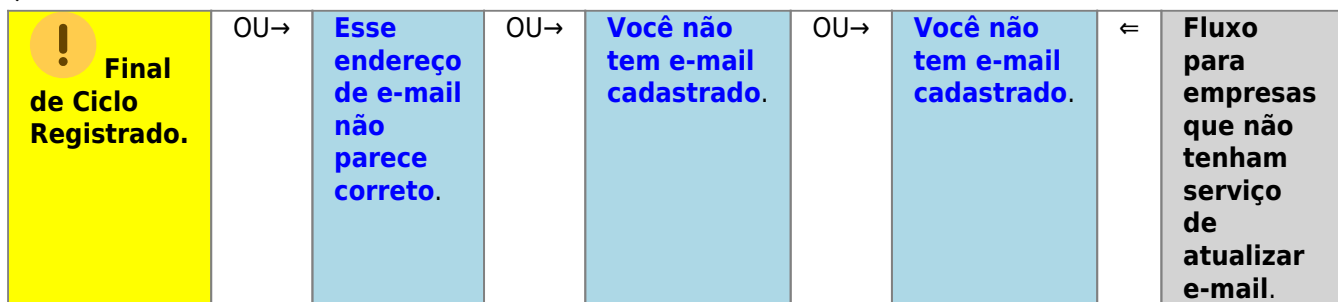 ! Final
de Ciclo
Registrado.
OU→
Esse
endereço
de e-mail
não
parece
correto.
OU→
Você não
tem e-mail
cadastrado.
OU→
Você não
tem e-mail
cadastrado.
⇐
Fluxo
para
empresas
que não
tenham
serviço
de
atualizar
e-mail.